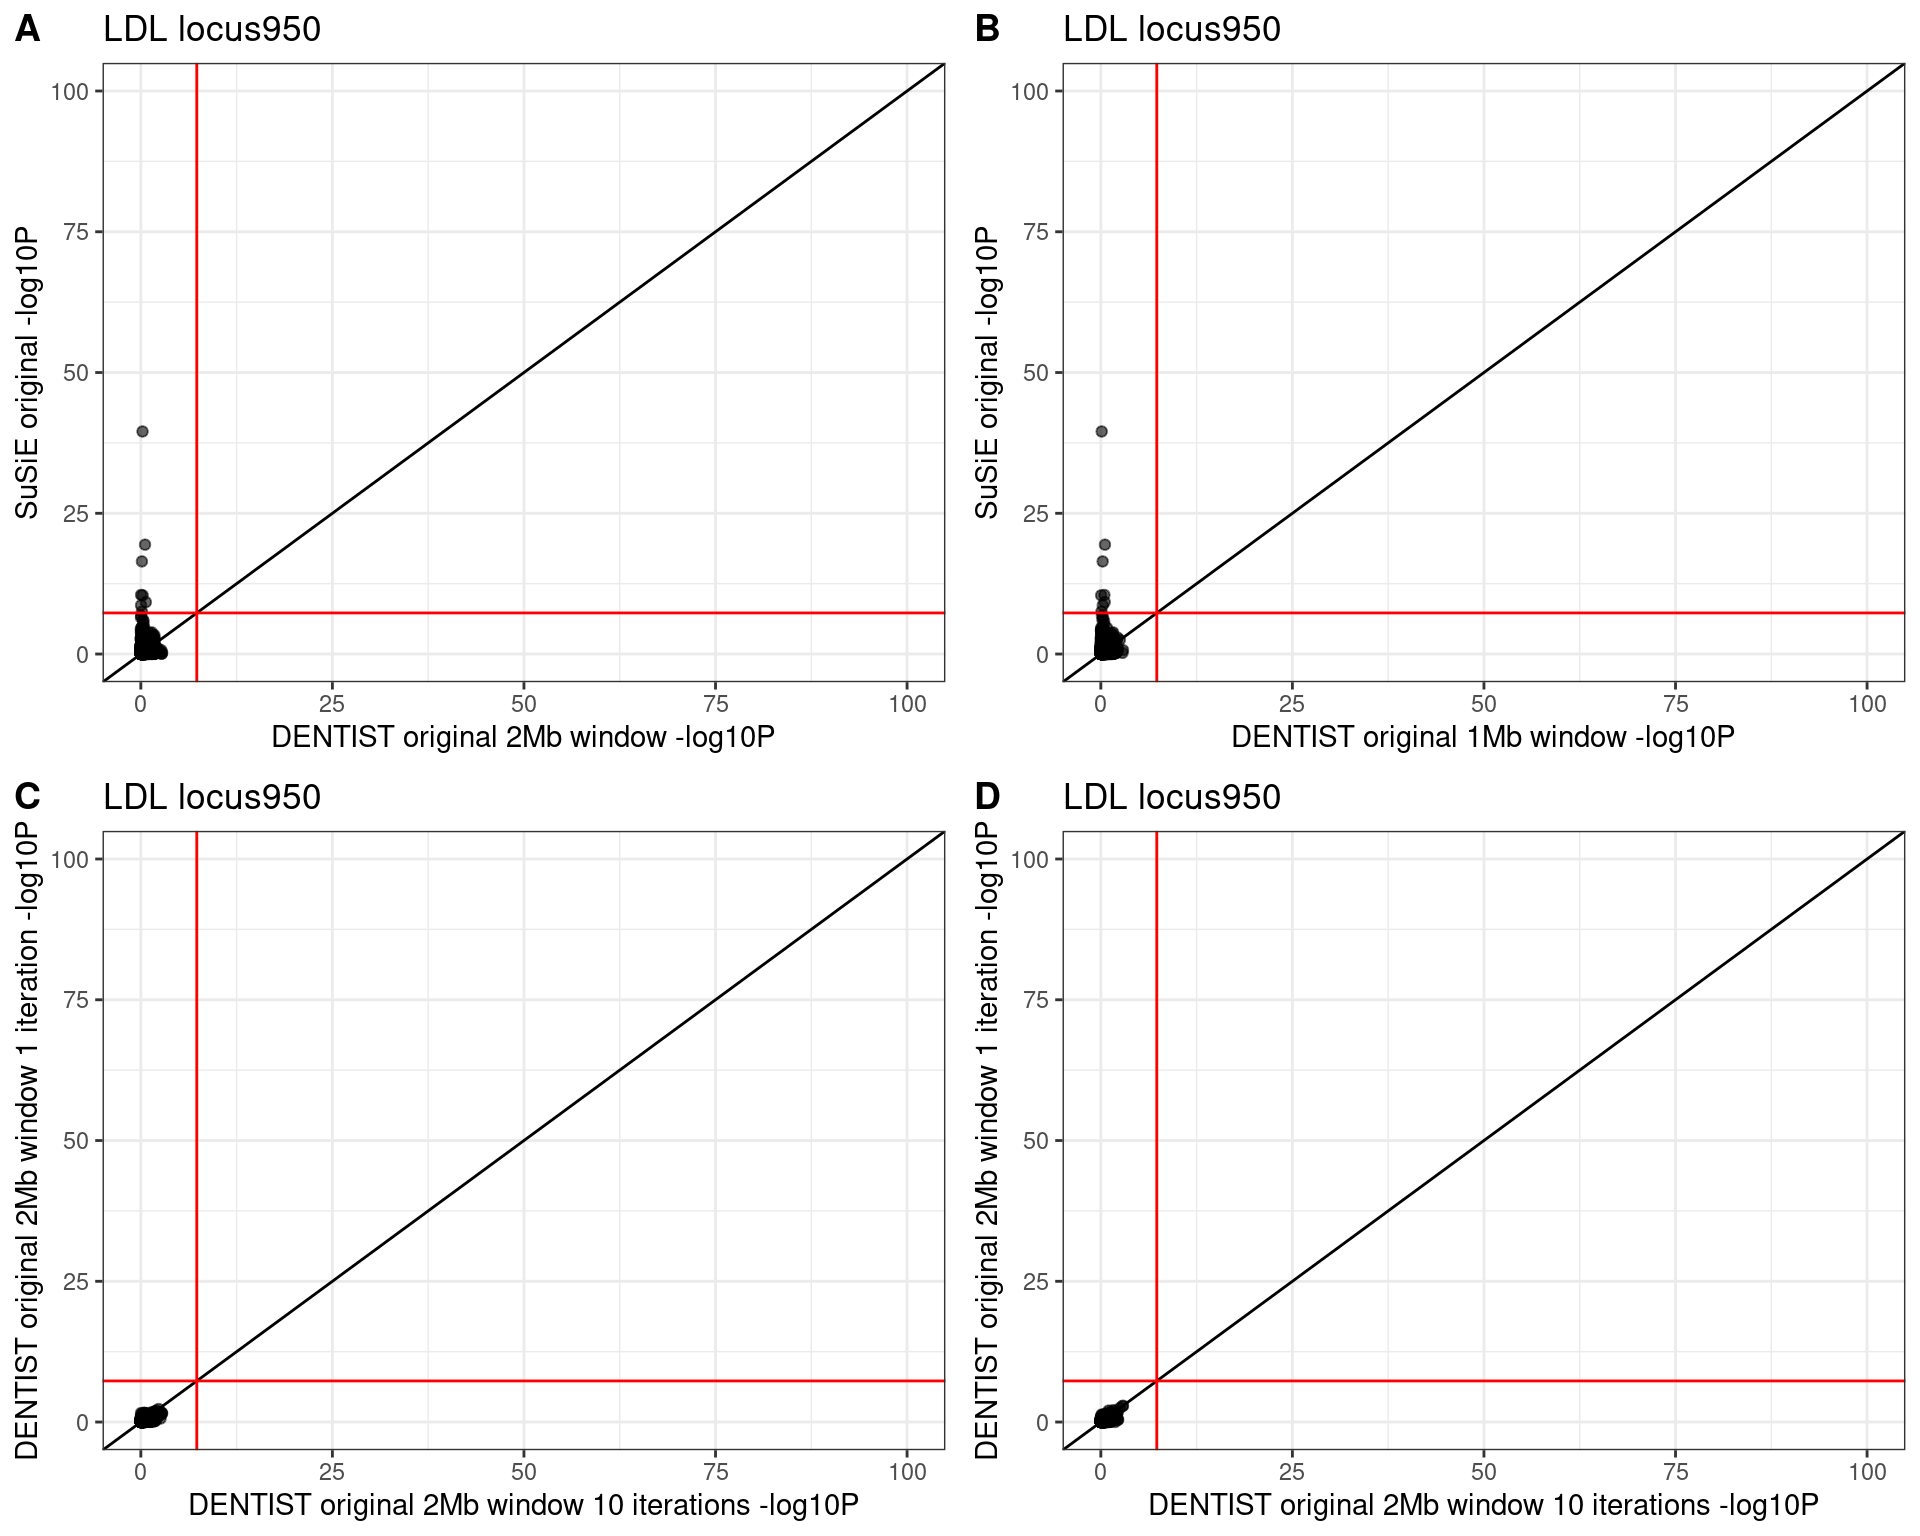 A LDL locus950
100
75
50
25
0
SuSiE original -log10P
0 25 50 75 100
DENTIST original 2Mb window -log10P
B LDL locus950
100
75
50
25
0
SuSiE original -log10P
0 25 50 75 100
DENTIST original 1Mb window -log10P
C LDL locus950
100
75
50
25
0
DENTIST original 2Mb window 1 iteration -log10P
0 25 50 75 100
DENTIST original 2Mb window 10 iterations -log10P
D LDL locus950
100
75
50
25
0
DENTIST original 2Mb window 1 iteration -log10P
0 25 50 75 100
DENTIST original 2Mb window 10 iterations -log10P